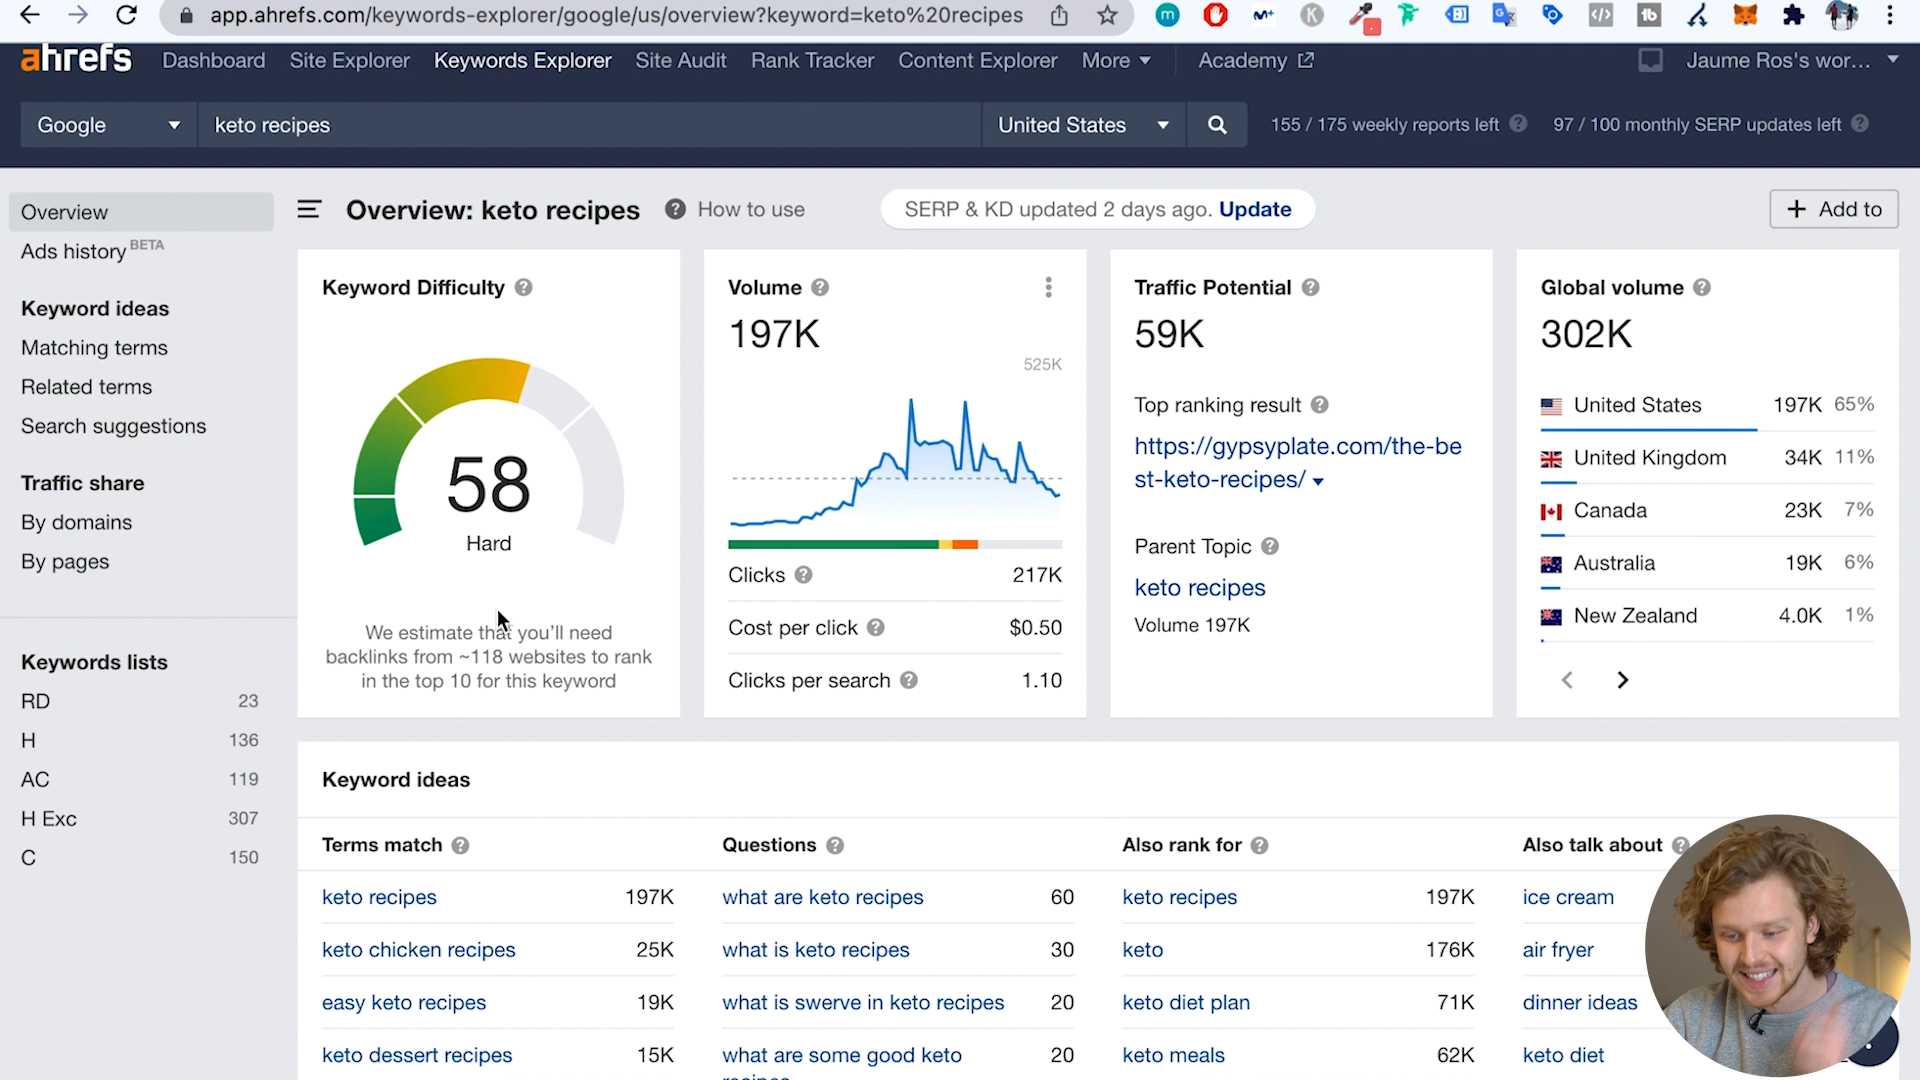 app.ahrefs.com/keywords-explorer/google/us/overview?keyword=keto%20recipes
ahrefs
Dashboard
Site Explorer
Keywords Explorer
Site Audit
Rank Tracker
Content Explorer
More
Academy
Jaume Ros's wor...
Google
keto recipes
United States
155 / 175 weekly reports left
97 / 100 monthly SERP updates left
Overview
Ads history BETA
Keyword ideas
Matching terms
Related terms
Search suggestions
Traffic share
By domains
By pages
Keywords lists
RD 23
H 136
AC 119
H Exc 307
C 150
Overview: keto recipes
How to use
SERP & KD updated 2 days ago. Update
+ Add to
Keyword Difficulty
58
Hard
We estimate that you'll need
backlinks from ~118 websites to rank
in the top 10 for this keyword
Volume
197K
525K
Clicks 217K
Cost per click $0.50
Clicks per search 1.10
Traffic Potential
59K
Top ranking result
https://gypsyplate.com/the-be
st-keto-recipes/
Parent Topic
keto recipes
Volume 197K
Global volume
302K
United States 197K 65%
United Kingdom 34K 11%
Canada 23K 7%
Australia 19K 6%
New Zealand 4.0K 1%
Keyword ideas
Terms match
keto recipes 197K
keto chicken recipes 25K
easy keto recipes 19K
keto dessert recipes 15K
Questions
what are keto recipes 60
what is keto recipes 30
what is swerve in keto recipes 20
what are some good keto 20
recipes
Also rank for
keto recipes 197K
keto 176K
keto diet plan 71K
keto meals 62K
Also talk about
ice cream
air fryer
dinner ideas
keto diet